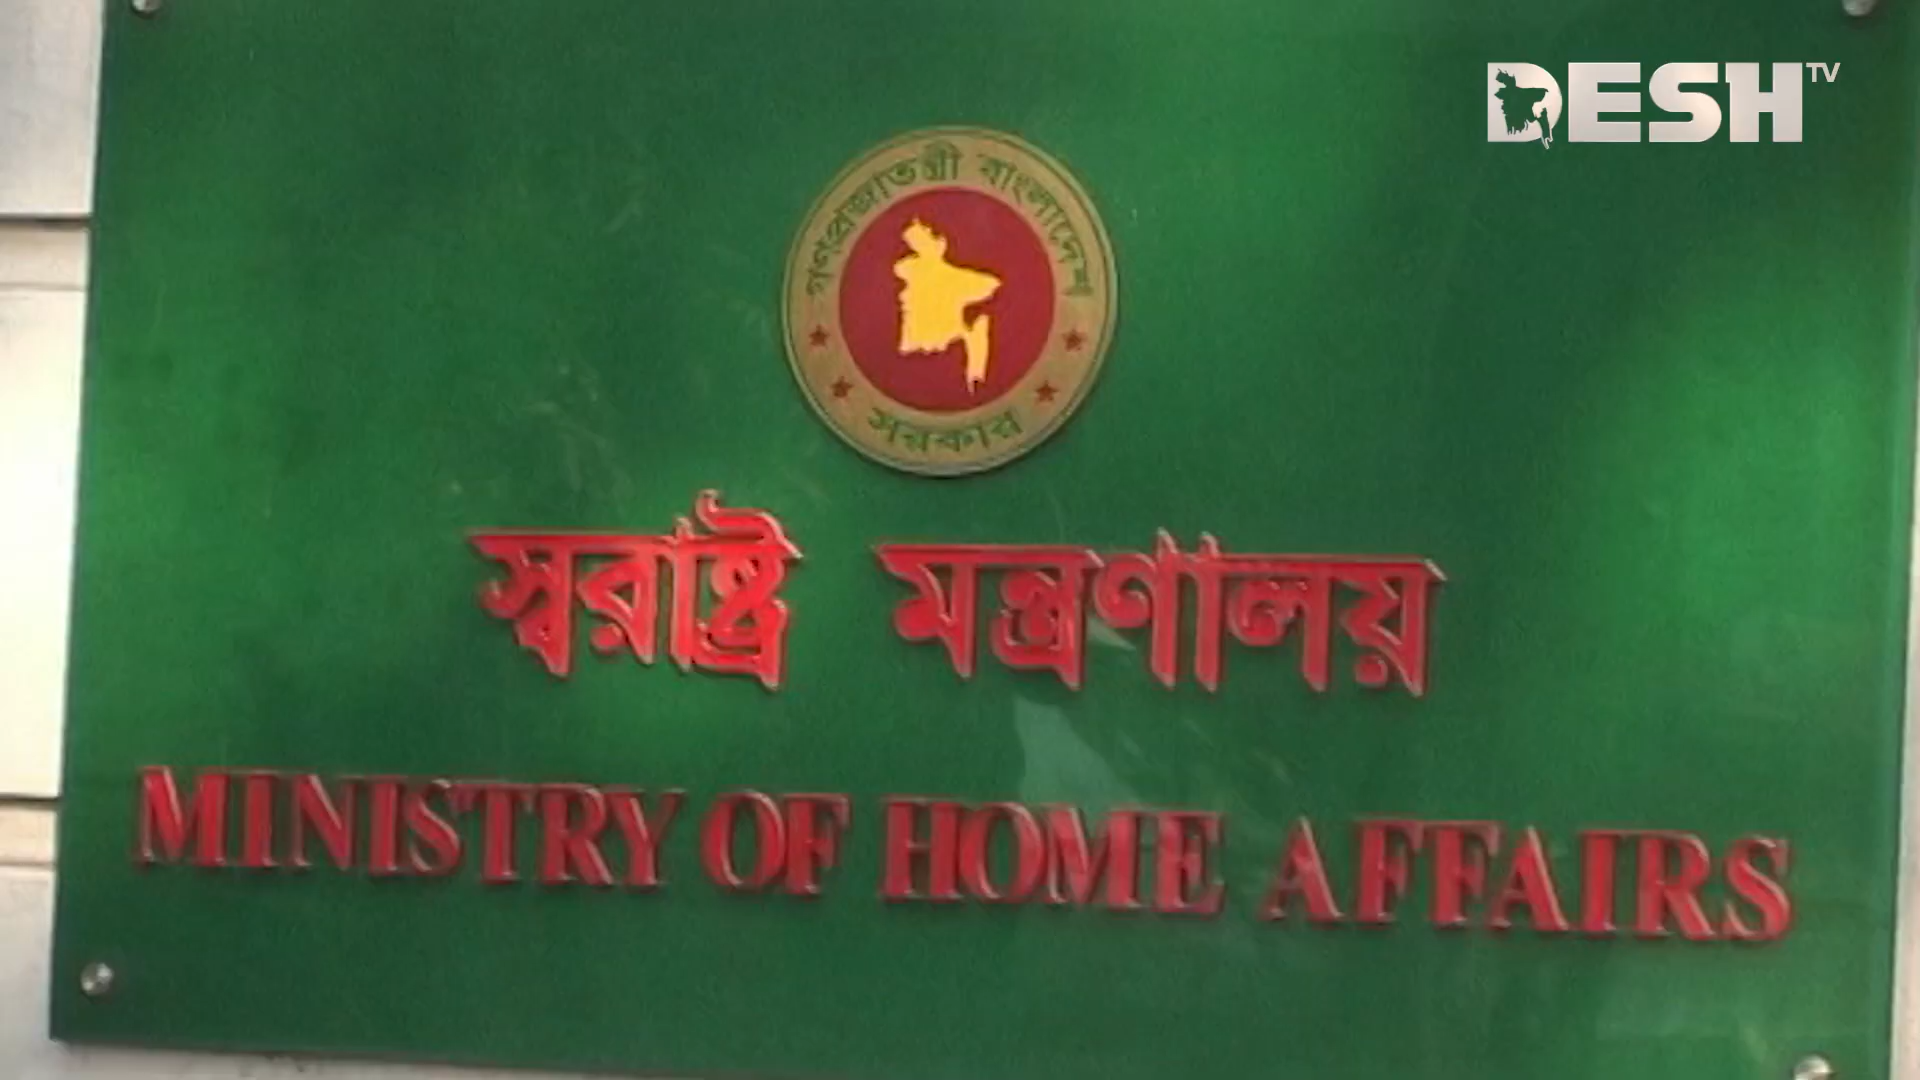 DESH TV
গণপ্রজাতন্ত্রী বাংলাদেশ
সরকার
স্বরাষ্ট্র মন্ত্রণালয়
MINISTRY OF HOME AFFAIRS